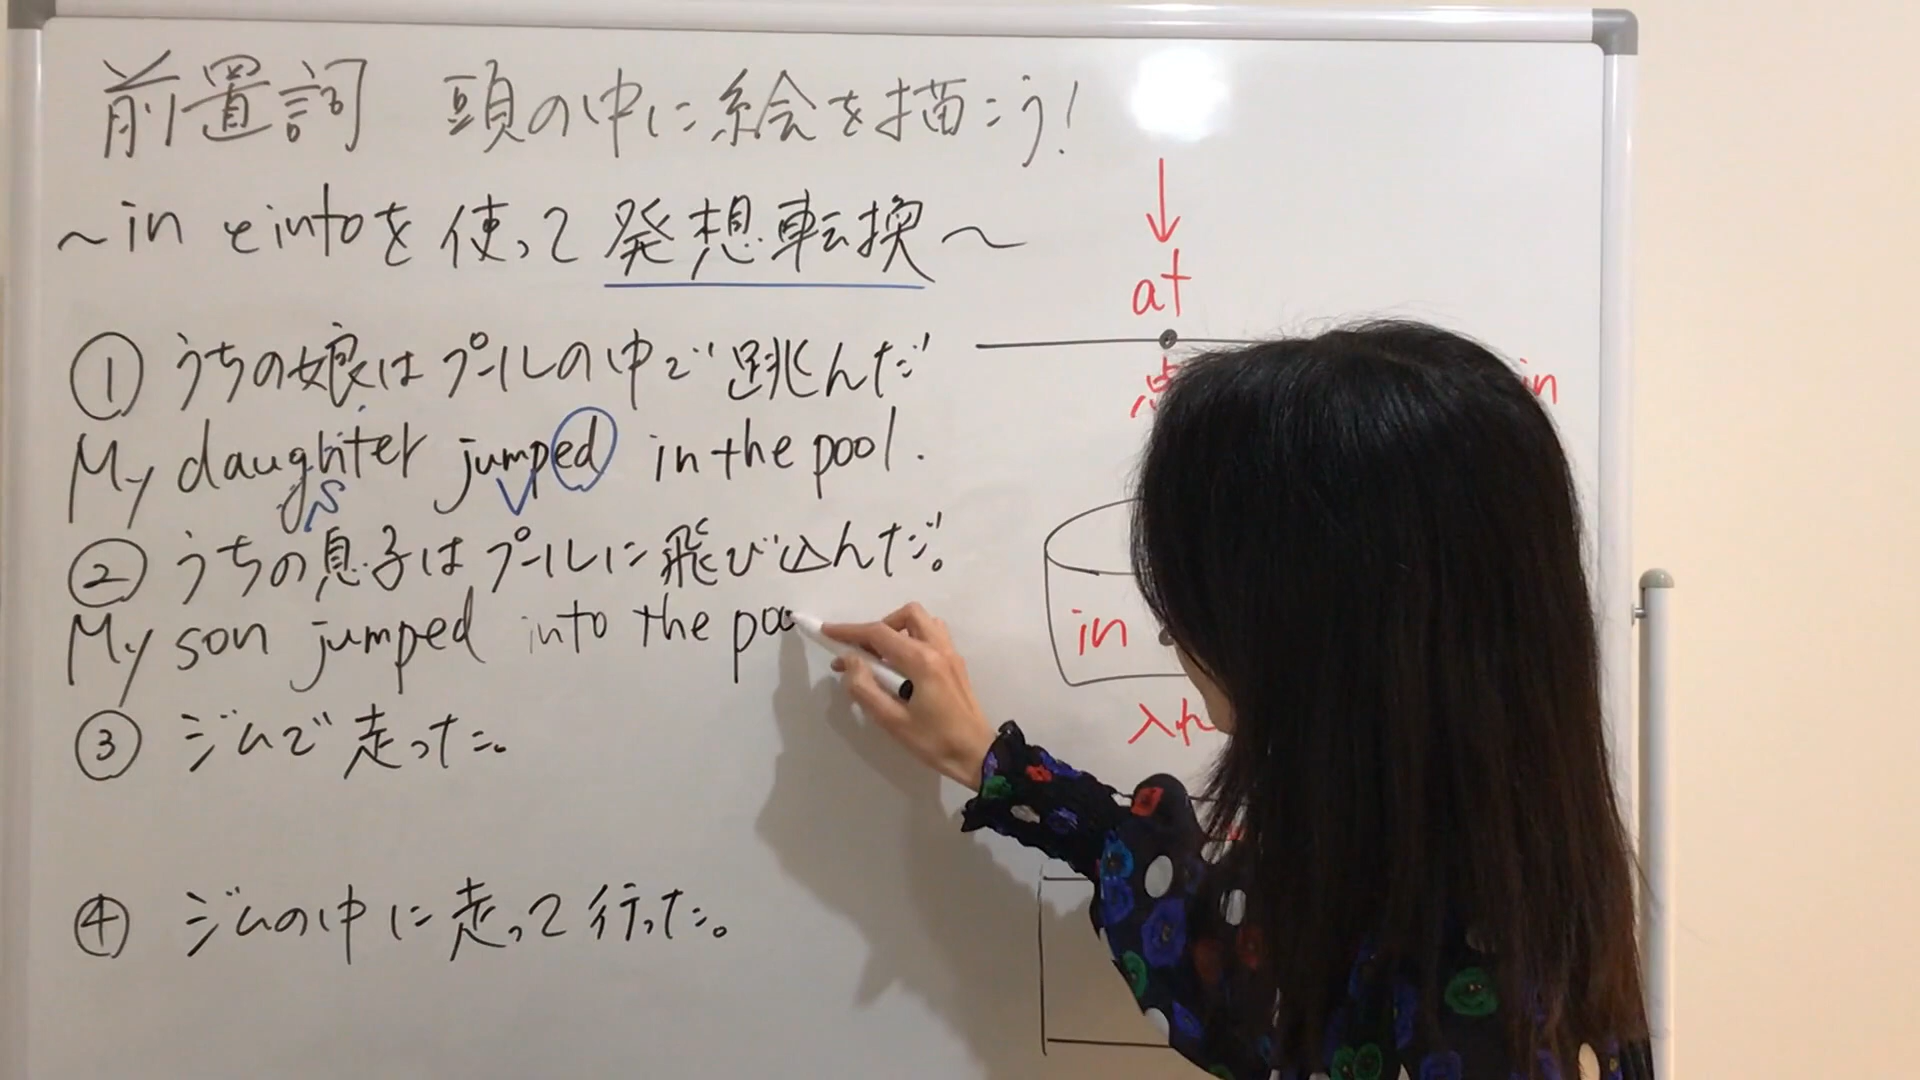 前置詞 頭の中に絵を描こう!
~inとintoを使って発想転換~
① うちの娘はプールの中で跳んだ
My daughter jumped in the pool.
② うちの息子はプールに飛び込んだ。
My son jumped into the poo
③ ジムで走った。
④ ジムの中に走って行った。
at
in
in
入れ